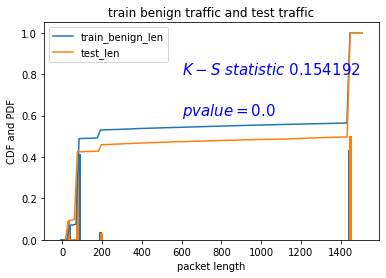 train benign traffic and test traffic
train_benign_len
test_len
K − S statistic 0.154192
pvalue = 0.0
CDF and PDF
1.0
0.8
0.6
0.4
0.2
0.0
0 200 400 600 800 1000 1200 1400
packet length